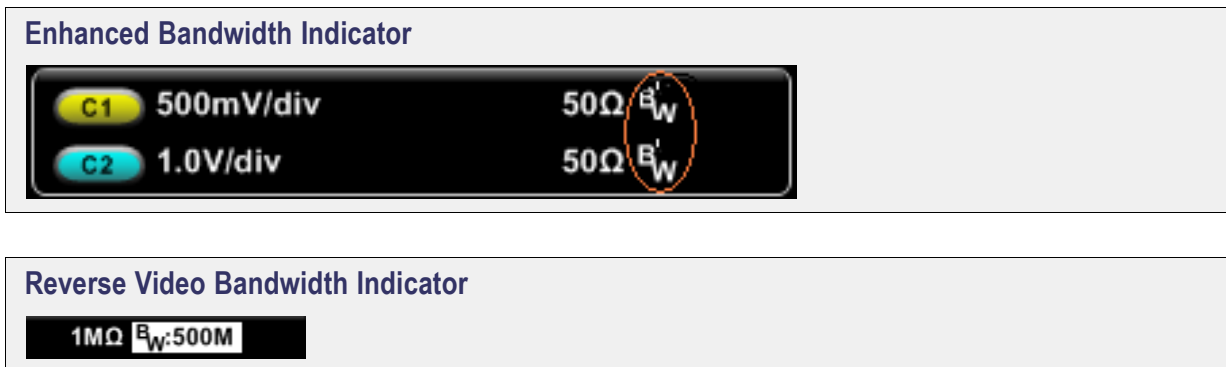 Enhanced Bandwidth Indicator
C1 500mV/div 50Ω B'W
C2 1.0V/div 50Ω B'W
Reverse Video Bandwidth Indicator
1MΩ BW:500M